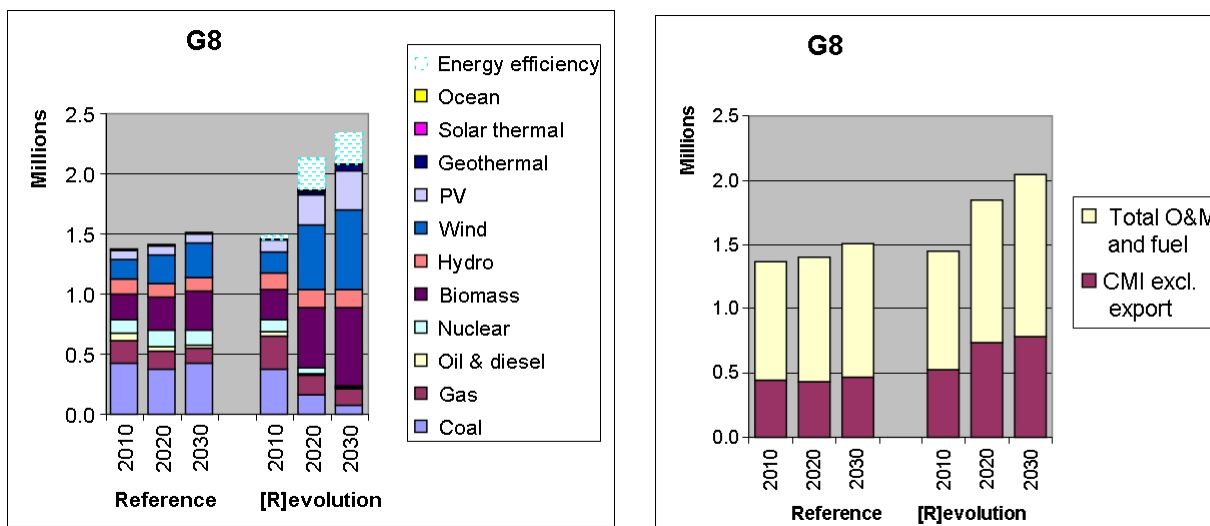 G8
Millions
2.5
2.0
1.5
1.0
0.5
0.0
2010
2020
2030
2010
2020
2030
Reference
[R]evolution
Energy efficiency
Ocean
Solar thermal
Geothermal
PV
Wind
Hydro
Biomass
Nuclear
Oil & diesel
Gas
Coal
G8
Millions
2.5
2.0
1.5
1.0
0.5
0.0
2010
2020
2030
2010
2020
2030
Reference
[R]evolution
Total O&M
and fuel
CMI excl.
export